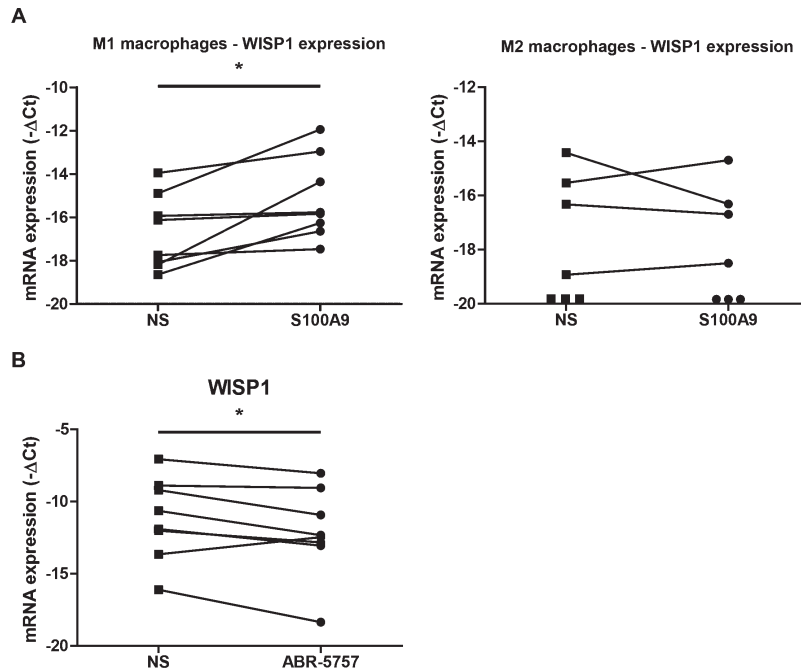 A
M1 macrophages - WISP1 expression
*
mRNA expression (-ΔCt)
-10
-12
-14
-16
-18
-20
NS
S100A9
M2 macrophages - WISP1 expression
mRNA expression (-ΔCt)
-12
-14
-16
-18
-20
NS
S100A9
B
WISP1
*
mRNA expression (-ΔCt)
-5
-10
-15
-20
NS
ABR-5757